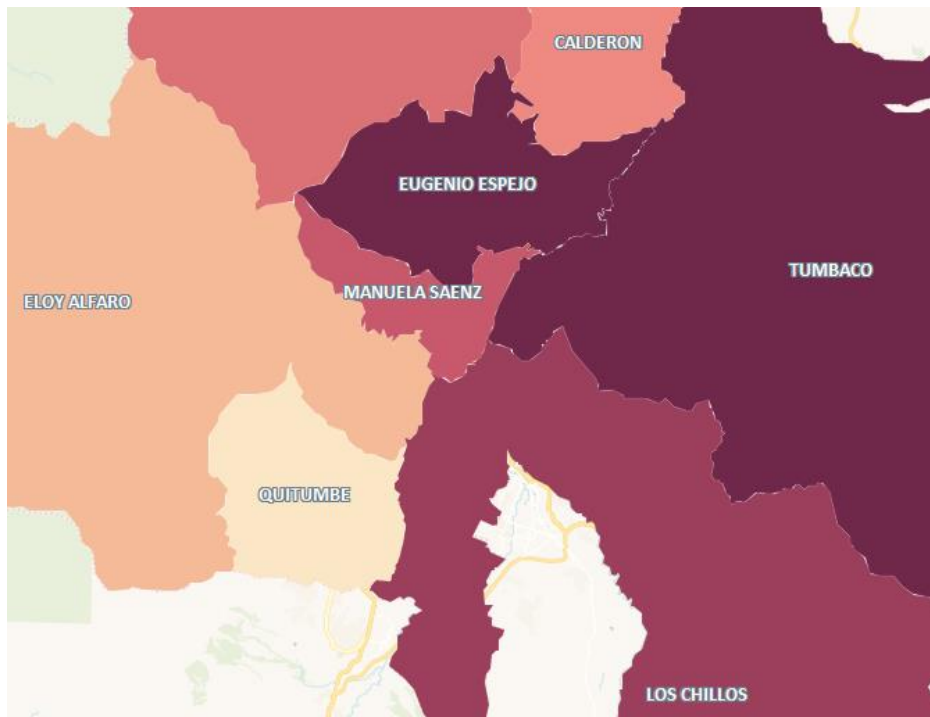 CALDERON
EUGENIO ESPEJO
TUMBACO
MANUELA SAENZ
ELOY ALFARO
QUITUMBE
LOS CHILLOS